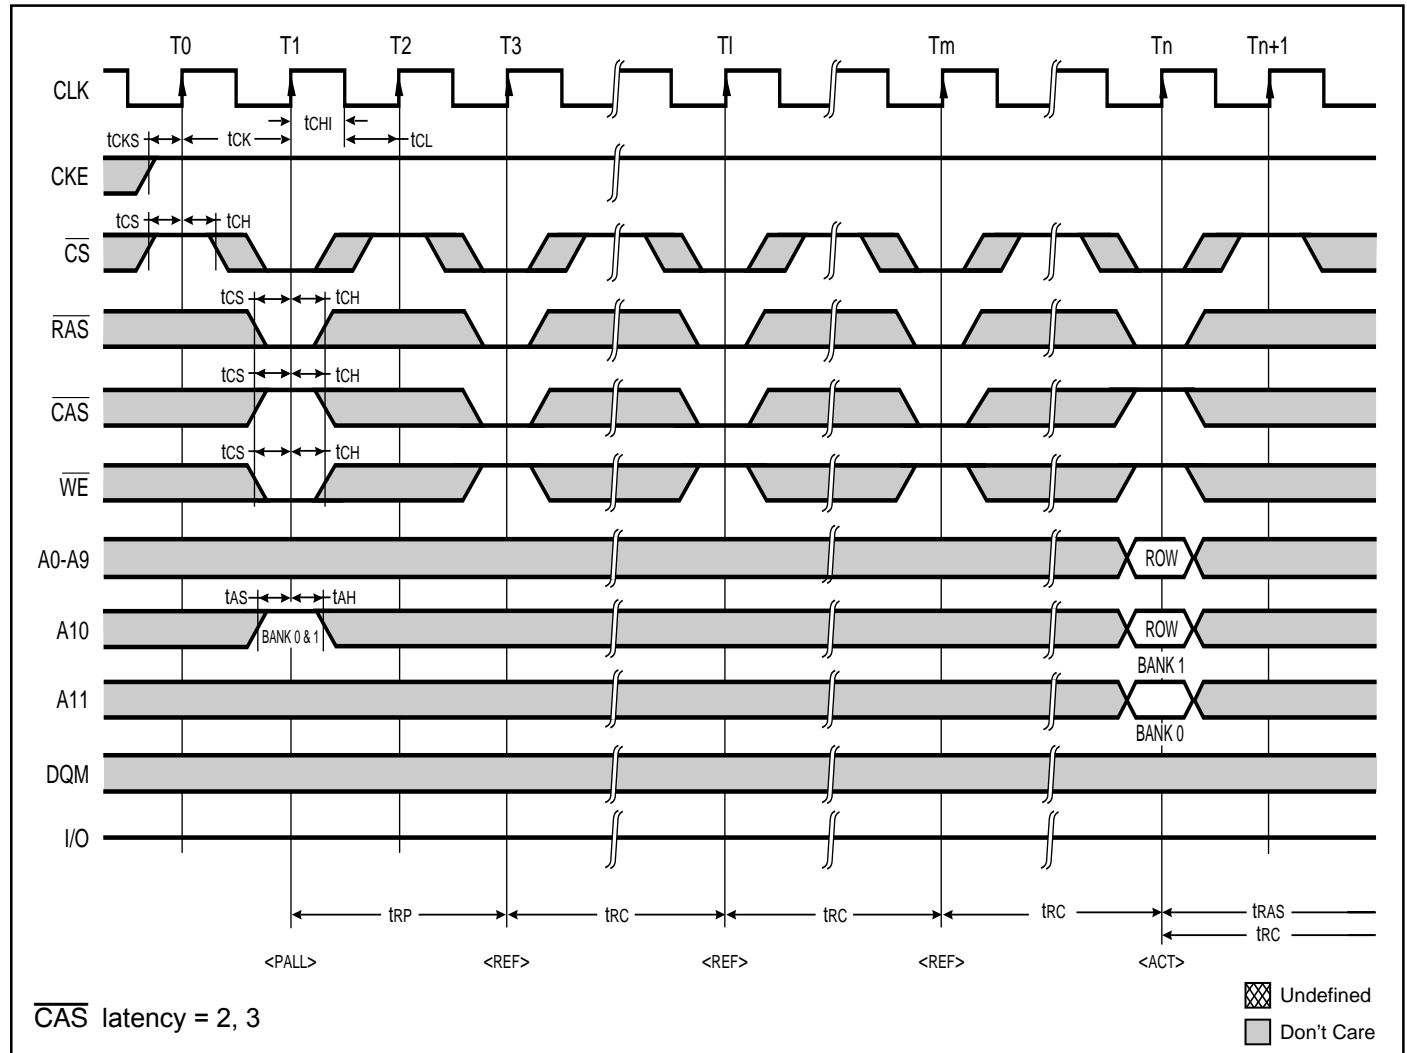 T0 T1 T2 T3 Tl Tm Tn Tn+1
CLK
tCHI
tCKS tCK tCL
CKE
tCS tCH
CS
tCS tCH
RAS
tCS tCH
CAS
tCS tCH
WE
A0-A9 ROW
tAS tAH
A10 BANK 0 & 1 ROW
BANK 1
A11
BANK 0
DQM
I/O
tRP tRC tRC tRC tRAS
tRC
<PALL> <REF> <REF> <REF> <ACT>
Undefined
CAS latency = 2, 3
Don't Care